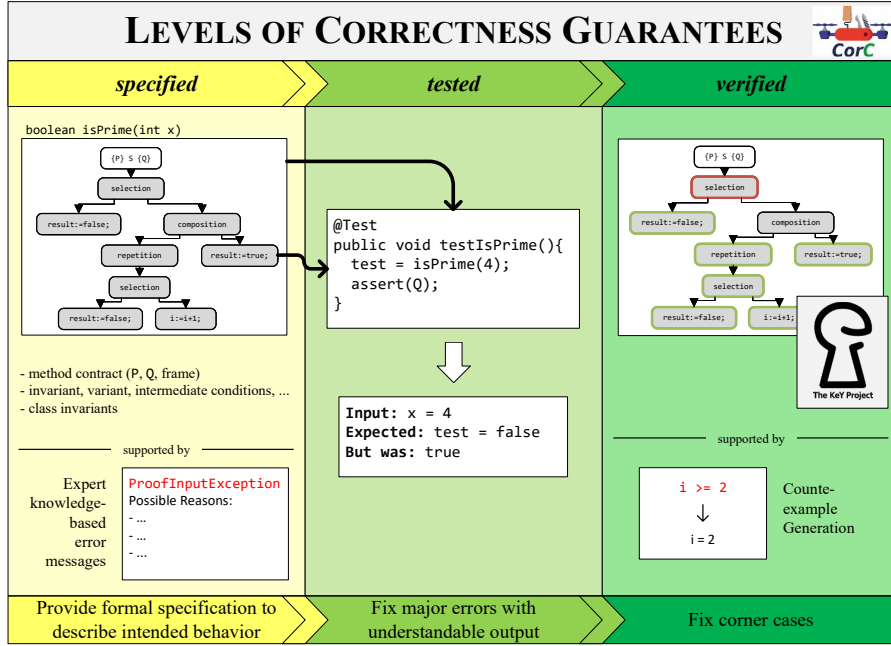 LEVELS OF CORRECTNESS GUARANTEES
CorC
specified
tested
verified
boolean isPrime(int x)
{P} S {Q}
selection
result:=false;
composition
repetition
result:=true;
selection
result:=false;
i:=i+1;
- method contract (P, Q, frame)
- invariant, variant, intermediate conditions, ...
- class invariants
supported by
Expert
knowledge-
based
error
messages
ProofInputException
Possible Reasons:
- ...
- ...
- ...
@Test
public void testIsPrime(){
test = isPrime(4);
assert(Q);
}
Input: x = 4
Expected: test = false
But was: true
{P} S {Q}
selection
result:=false;
composition
repetition
result:=true;
selection
result:=false;
i:=i+1;
The KeY Project
supported by
i >= 2
i = 2
Counte-
example
Generation
Provide formal specification to
describe intended behavior
Fix major errors with
understandable output
Fix corner cases